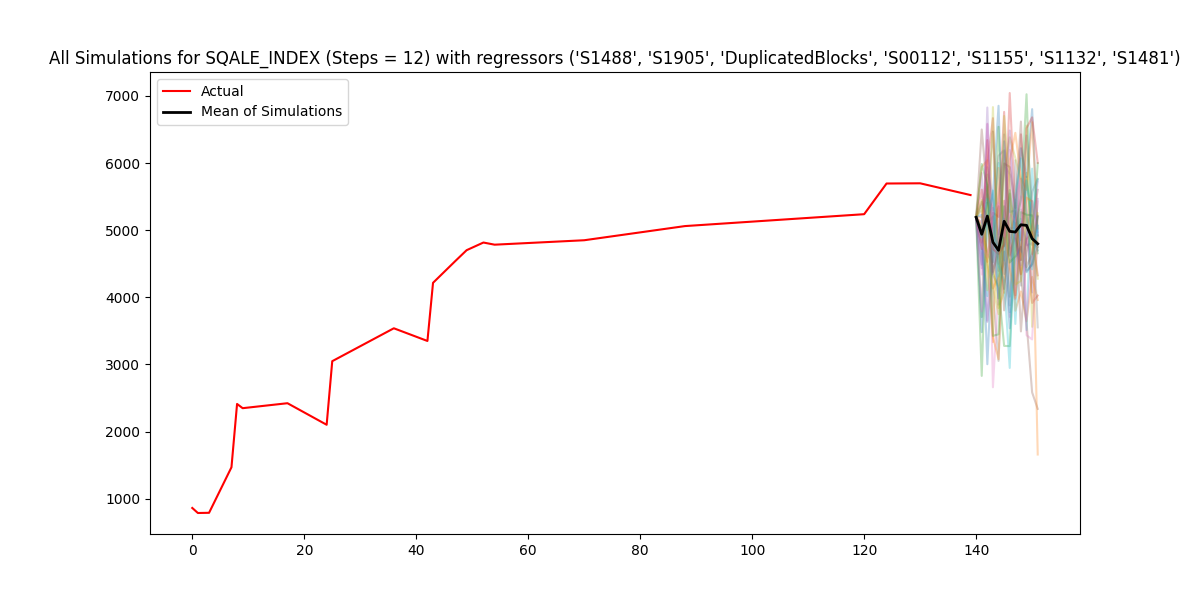 All Simulations for SQALE_INDEX (Steps = 12) with regressors ('S1488', 'S1905', 'DuplicatedBlocks', 'S00112', 'S1155', 'S1132', 'S1481')
Actual
Mean of Simulations
7000
6000
5000
4000
3000
2000
1000
0 20 40 60 80 100 120 140